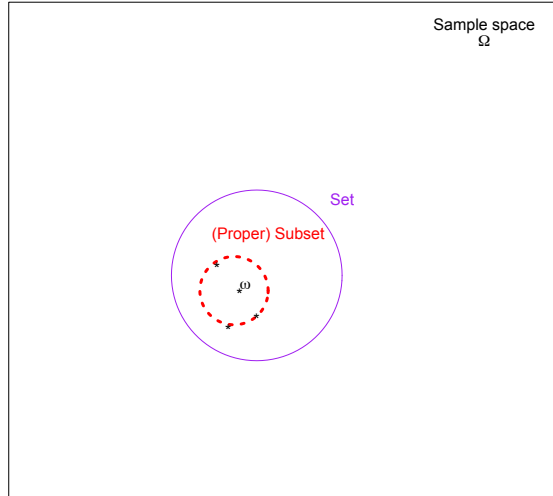 Sample space
Ω
Set
(Proper) Subset
ω